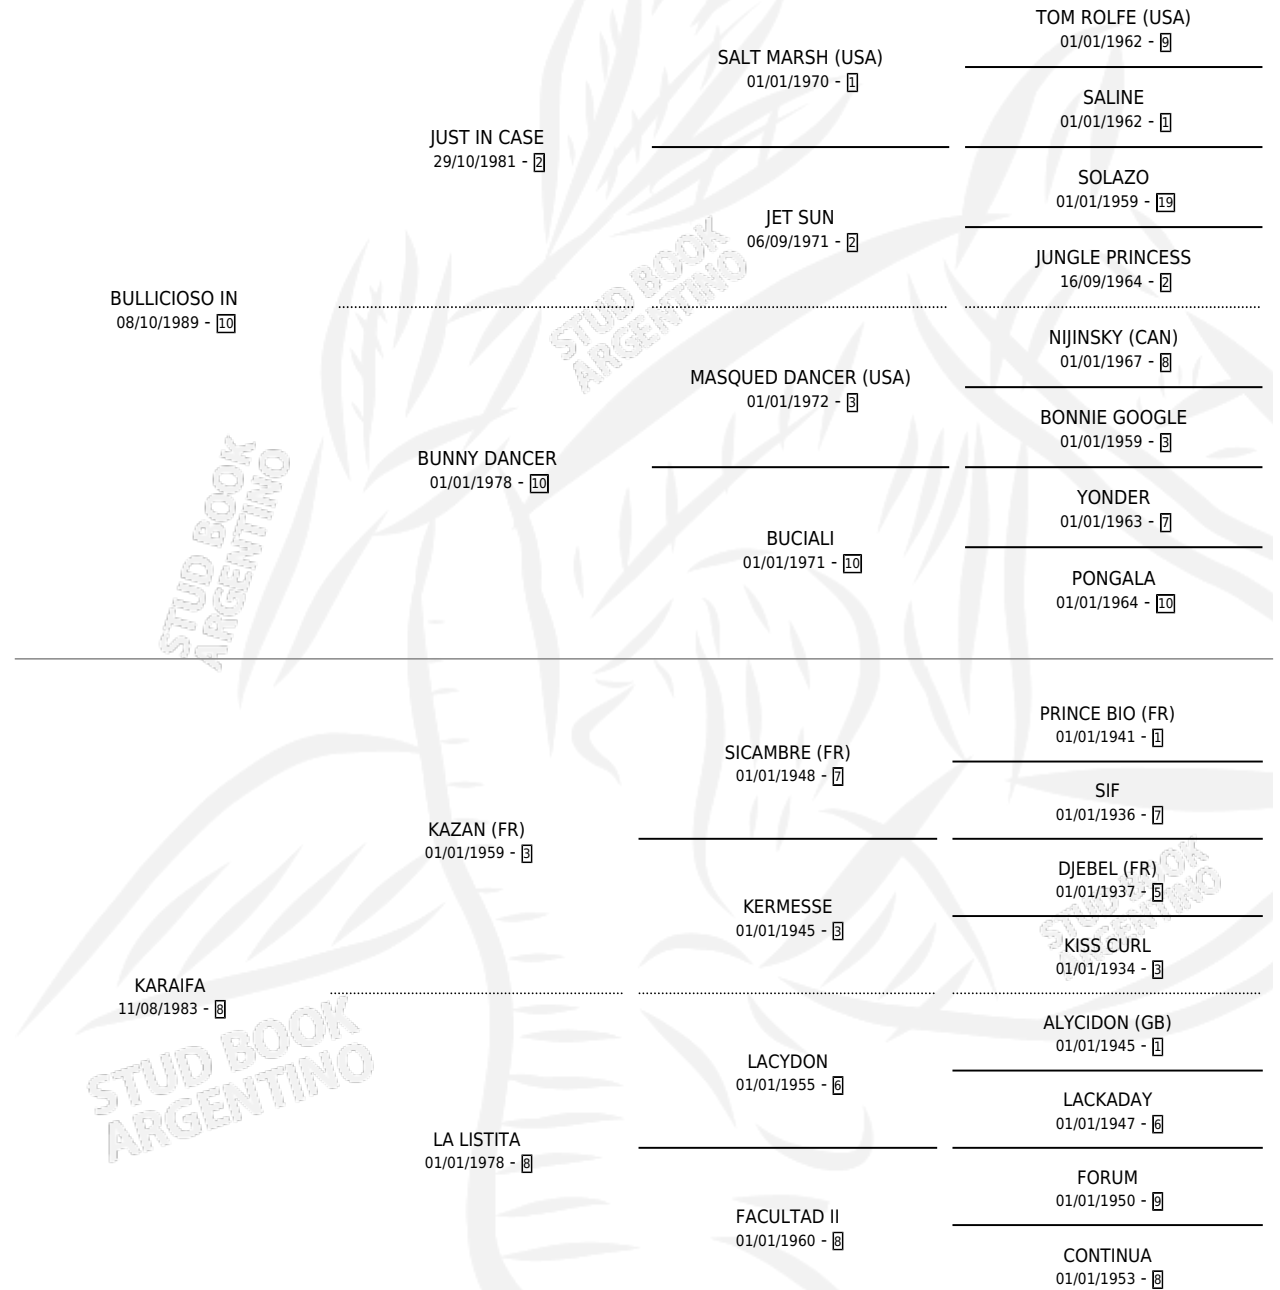 TOM ROLFE (USA)
01/01/1962 - 9
SALT MARSH (USA)
01/01/1970 - 1
SALINE
01/01/1962 - 1
JUST IN CASE
29/10/1981 - 2
SOLAZO
01/01/1959 - 19
JET SUN
06/09/1971 - 2
JUNGLE PRINCESS
16/09/1964 - 2
BULLICIOSO IN
08/10/1989 - 10
NIJINSKY (CAN)
01/01/1967 - 8
MASQUED DANCER (USA)
01/01/1972 - 3
BONNIE GOOGLE
01/01/1959 - 3
BUNNY DANCER
01/01/1978 - 10
YONDER
01/01/1963 - 7
BUCIALI
01/01/1971 - 10
PONGALA
01/01/1964 - 10
PRINCE BIO (FR)
01/01/1941 - 1
SICAMBRE (FR)
01/01/1948 - 7
SIF
01/01/1936 - 7
KAZAN (FR)
01/01/1959 - 3
DJEBEL (FR)
01/01/1937 - 5
KERMESSE
01/01/1945 - 3
KISS CURL
01/01/1934 - 3
KARAIFA
11/08/1983 - 8
ALYCIDON (GB)
01/01/1945 - 1
LACYDON
01/01/1955 - 6
LACKADAY
01/01/1947 - 6
LA LISTITA
01/01/1978 - 8
FORUM
01/01/1950 - 9
FACULTAD II
01/01/1960 - 8
CONTINUA
01/01/1953 - 8
STUD BOOK
ARGENTINO
STUD BOOK
ARGENTINO
STUD BOOK
ARGENTINO
STUD BOOK
ARGENTINO